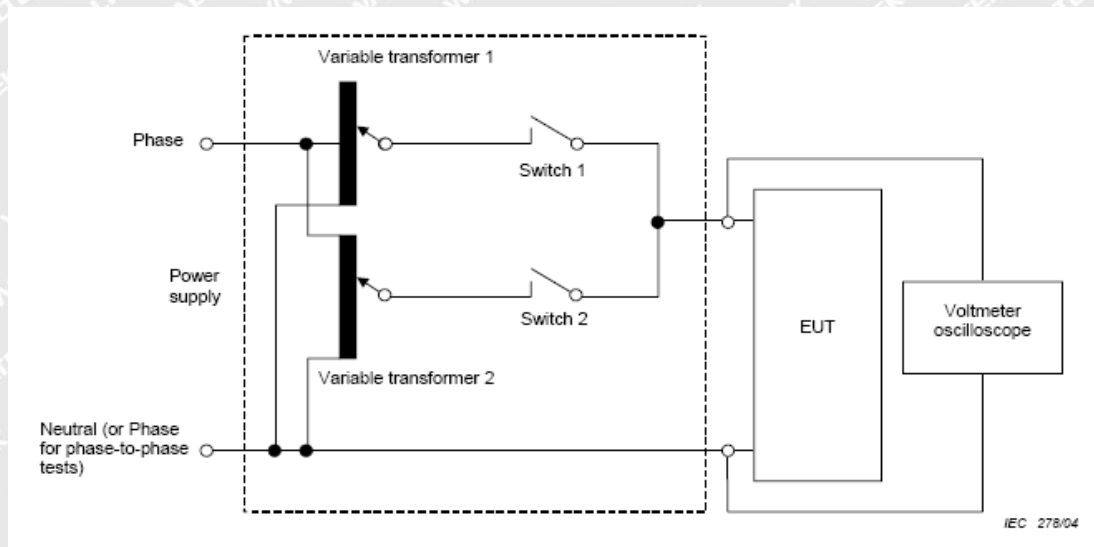 Variable transformer 1
Phase
Switch 1
Power
supply
Switch 2
EUT
Voltmeter
oscilloscope
Variable transformer 2
Neutral (or Phase
for phase-to-phase
tests)
IEC 278/04